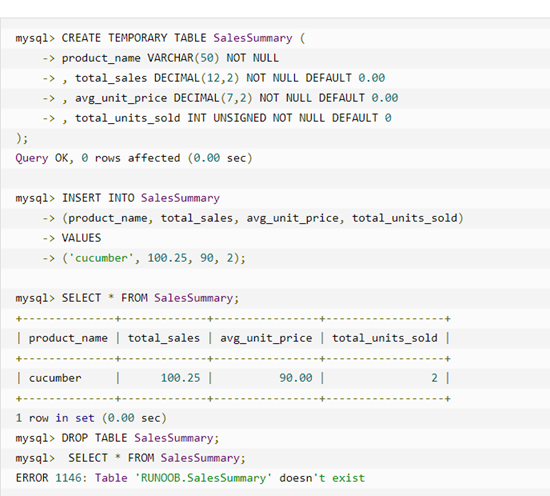 mysql> CREATE TEMPORARY TABLE SalesSummary (
    -> product_name VARCHAR(50) NOT NULL
    -> , total_sales DECIMAL(12,2) NOT NULL DEFAULT 0.00
    -> , avg_unit_price DECIMAL(7,2) NOT NULL DEFAULT 0.00
    -> , total_units_sold INT UNSIGNED NOT NULL DEFAULT 0
);
Query OK, 0 rows affected (0.00 sec)

mysql> INSERT INTO SalesSummary
    -> (product_name, total_sales, avg_unit_price, total_units_sold)
    -> VALUES
    -> ('cucumber', 100.25, 90, 2);

mysql> SELECT * FROM SalesSummary;
+--------------+-------------+----------------+------------------+
| product_name | total_sales | avg_unit_price | total_units_sold |
+--------------+-------------+----------------+------------------+
| cucumber     |      100.25 |          90.00 |                2 |
+--------------+-------------+----------------+------------------+
1 row in set (0.00 sec)
mysql> DROP TABLE SalesSummary;
mysql>  SELECT * FROM SalesSummary;
ERROR 1146: Table 'RUNOOB.SalesSummary' doesn't exist